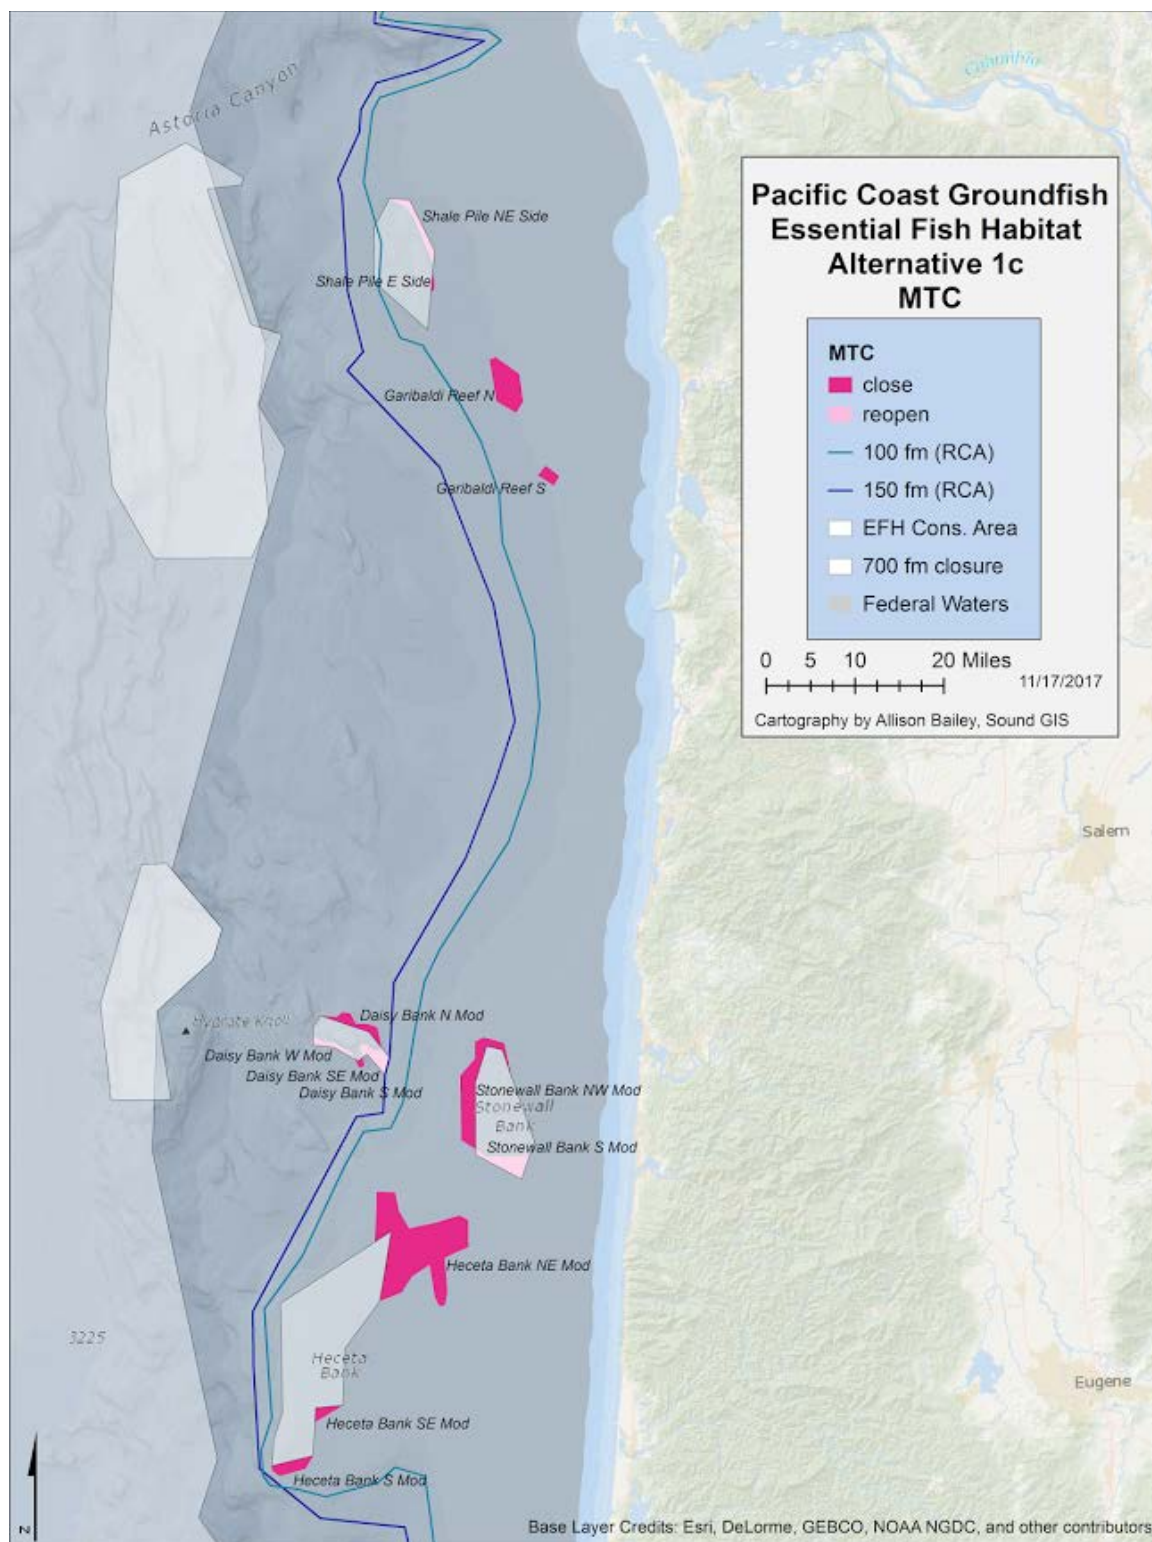 Astoria Canyon
Columbia
Pacific Coast Groundfish
Essential Fish Habitat
Alternative 1c
MTC
MTC
close
reopen
100 fm (RCA)
150 fm (RCA)
EFH Cons. Area
700 fm closure
Federal Waters
0 5 10 20 Miles
11/17/2017
Cartography by Allison Bailey, Sound GIS
Shale Pile NE Side
Shale Pile E Side
Garibaldi Reef N
Garibaldi Reef S
Salem
Hydrate Knoll
Daisy Bank N Mod
Daisy Bank W Mod
Daisy Bank SE Mod
Daisy Bank S Mod
Stonewall Bank NW Mod
Stonewall
Bank
Stonewall Bank S Mod
Heceta Bank NE Mod
3225
Heceta
Bank
Eugene
Heceta Bank SE Mod
Heceta Bank S Mod
N
Base Layer Credits: Esri, DeLorme, GEBCO, NOAA NGDC, and other contributors